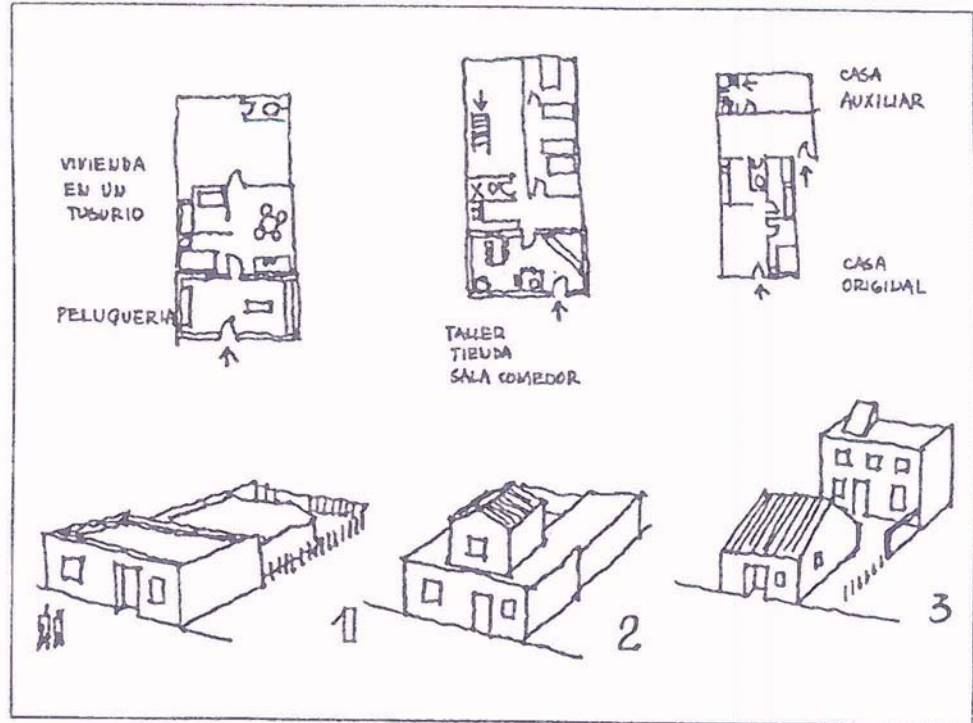 VIVIENDA
EN UN
TUGURIO
PELUQUERIA
TALLER
TIENDA
SALA COMEDOR
CASA
AUXILIAR
CASA
ORIGINAL
1
2
3